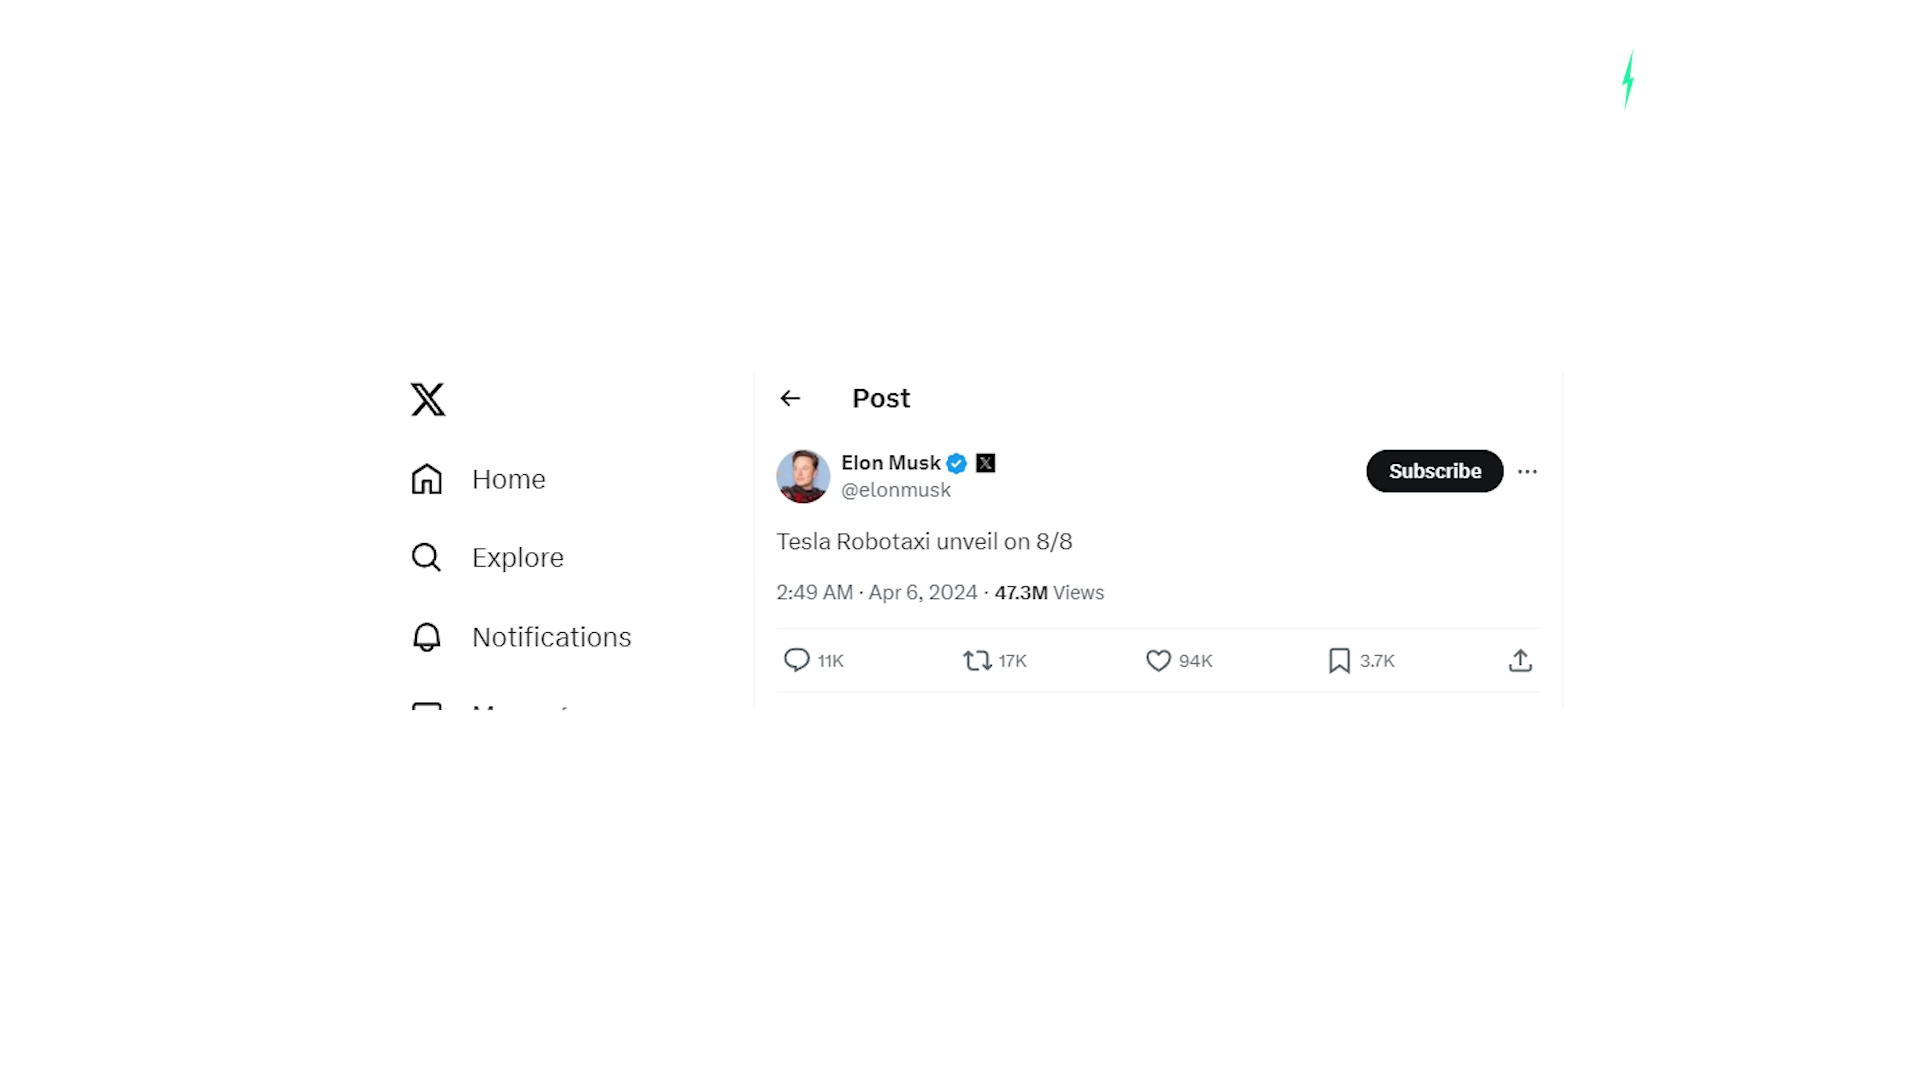 Home
Explore
Notifications
Post
Elon Musk
@elonmusk
Subscribe
Tesla Robotaxi unveil on 8/8
2:49 AM · Apr 6, 2024 · 47.3M Views
11K 17K 94K 3.7K